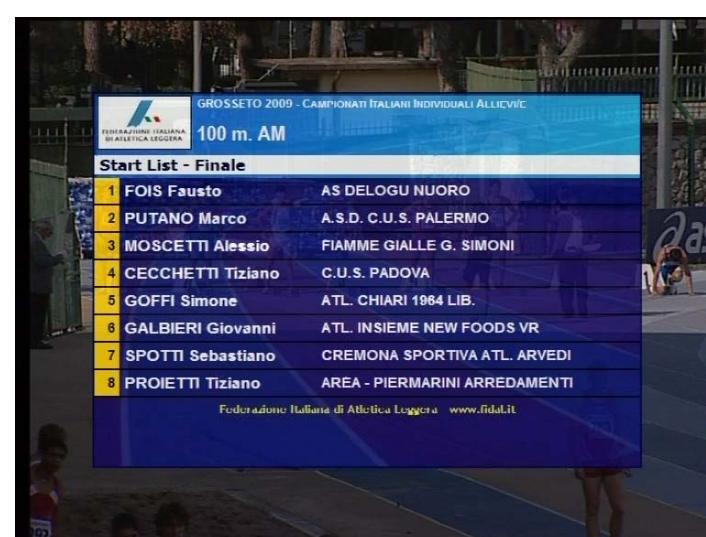 FEDERAZIONE ITALIANA
DI ATLETICA LEGGERA
GROSSETO 2009 - CAMPIONATI ITALIANI INDIVIDUALI ALLIEVI/E
100 m. AM
Start List - Finale
1 FOIS Fausto AS DELOGU NUORO
2 PUTANO Marco A.S.D. C.U.S. PALERMO
3 MOSCETTI Alessio FIAMME GIALLE G. SIMONI
4 CECCHETTI Tiziano C.U.S. PADOVA
5 GOFFI Simone ATL. CHIARI 1964 LIB.
6 GALBIERI Giovanni ATL. INSIEME NEW FOODS VR
7 SPOTTI Sebastiano CREMONA SPORTIVA ATL. ARVEDI
8 PROIETTI Tiziano AREA - PIERMARINI ARREDAMENTI
Federazione Italiana di Atletica Leggera www.fidal.it